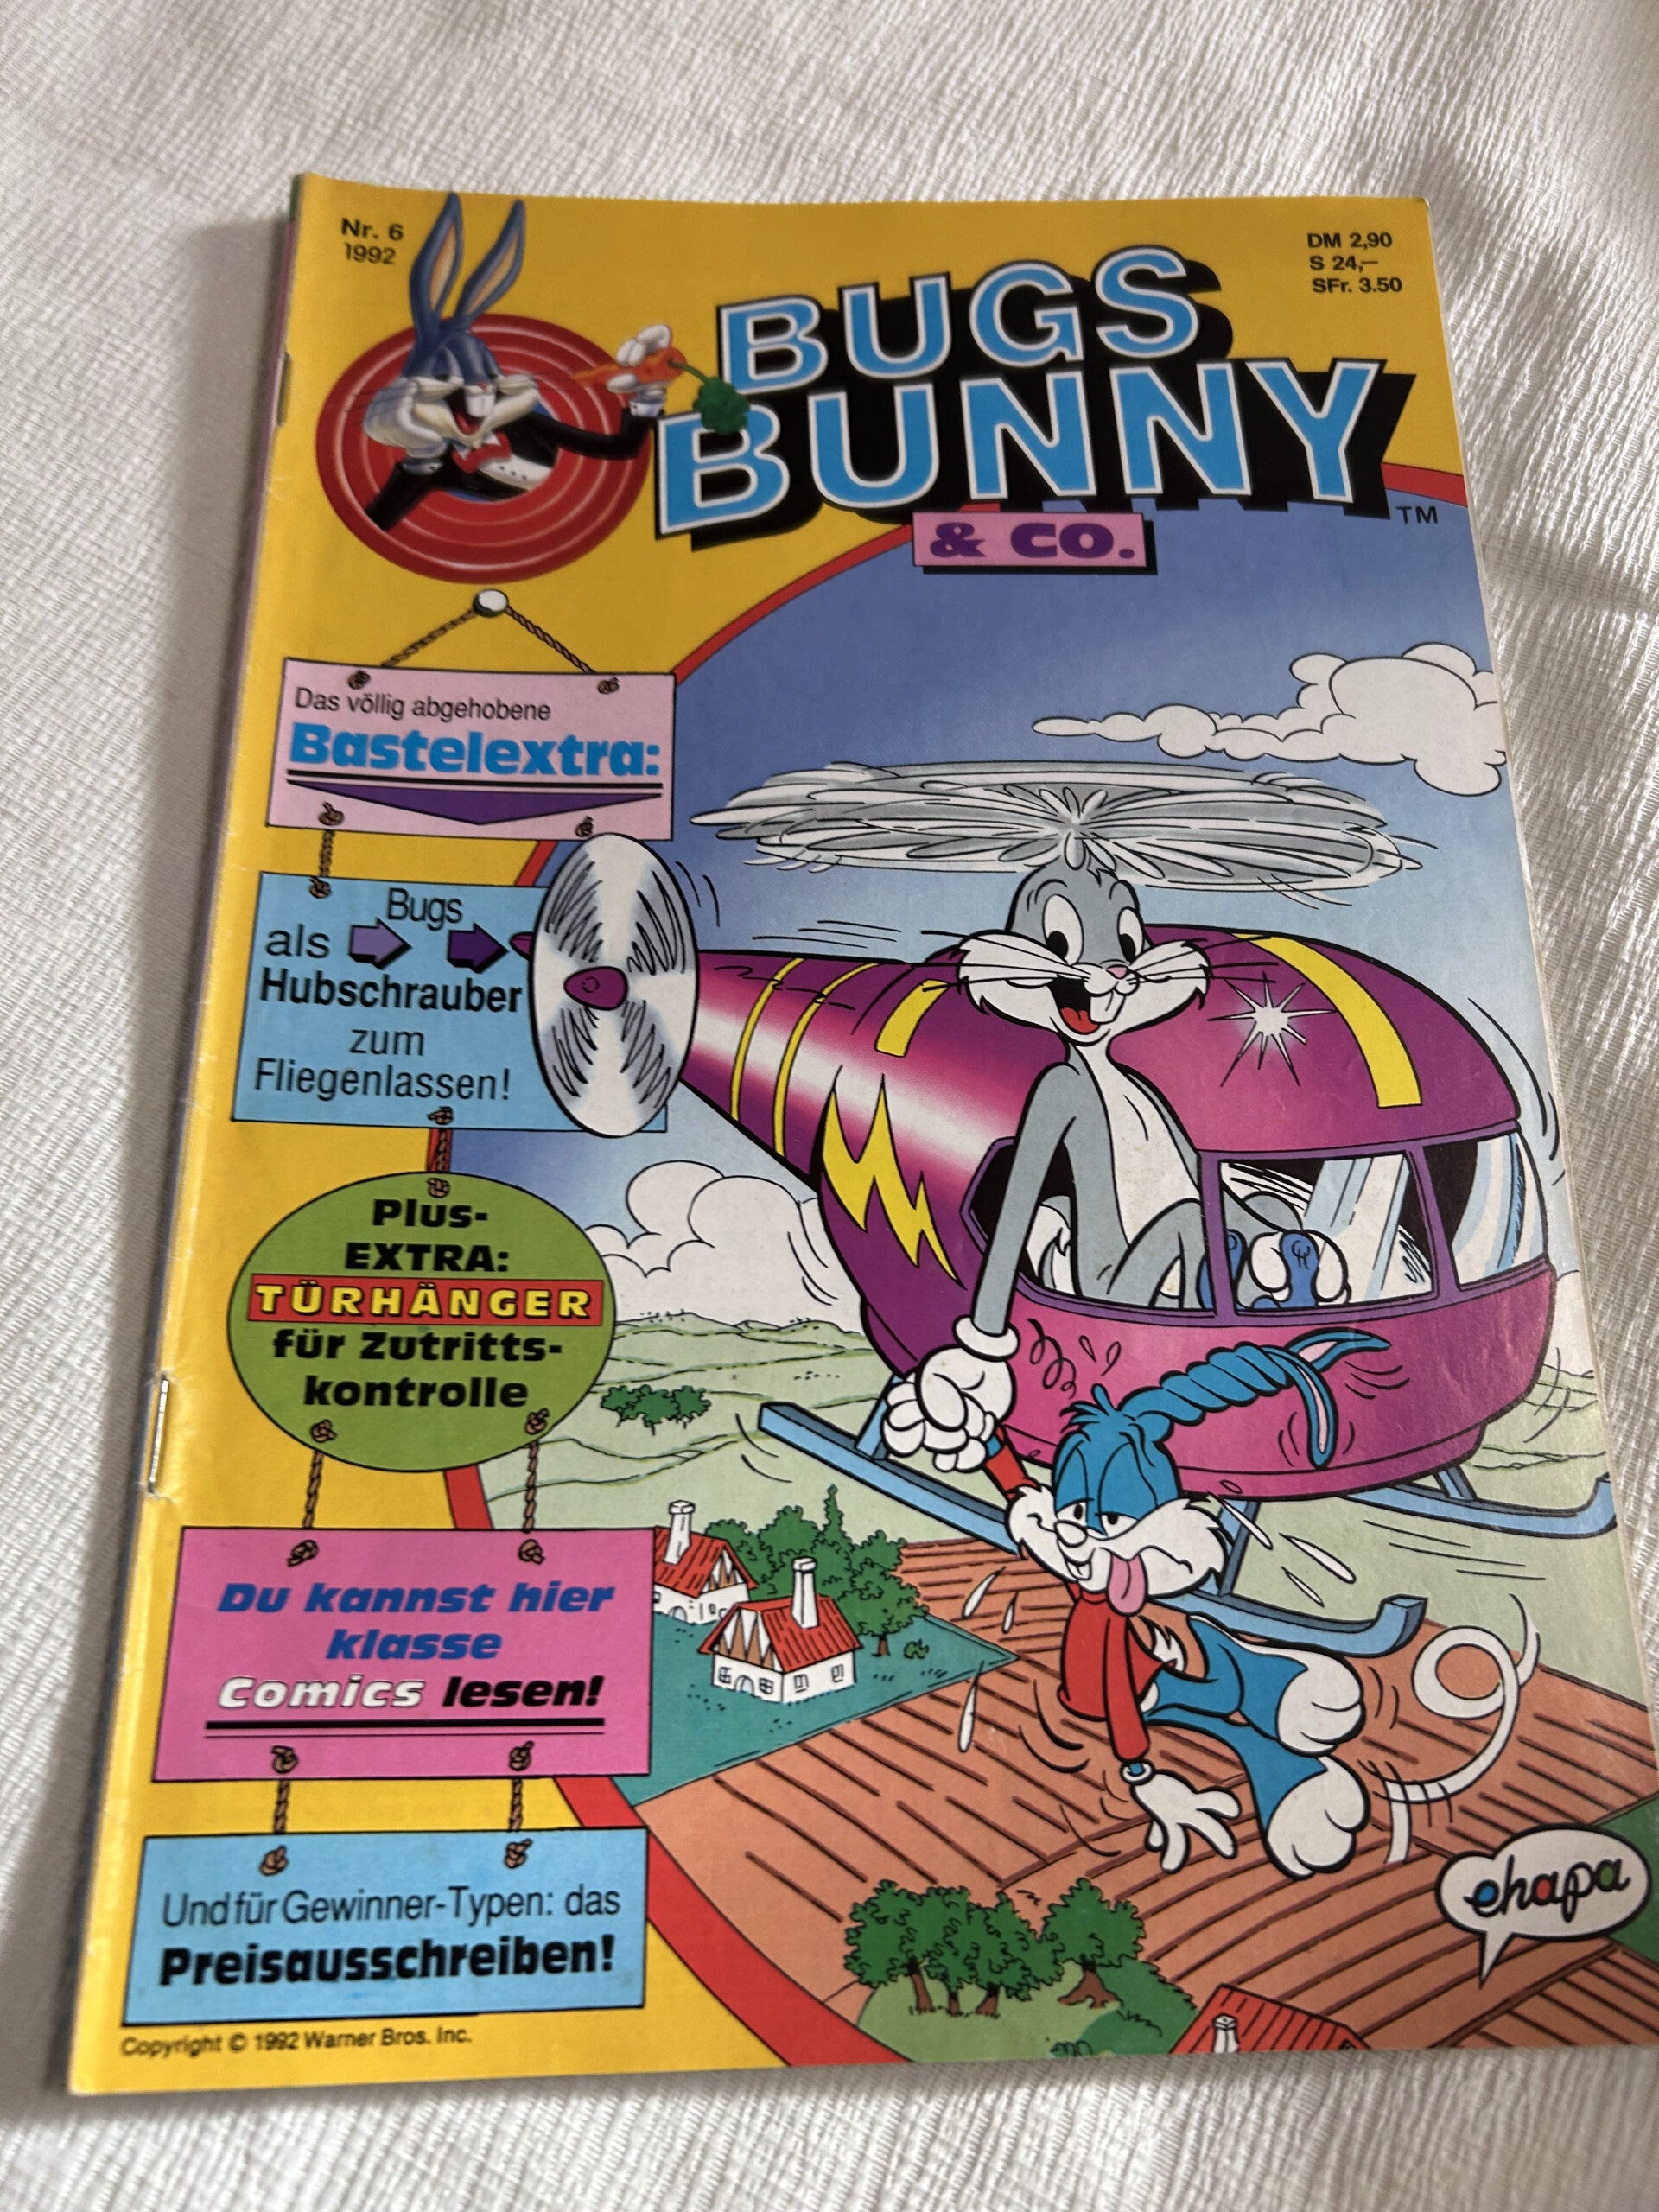 Nr. 6
1992
DM 2,90
S 24,—
SFr. 3.50
BUGS
BUNNY
& CO.
TM
Das völlig abgehobene
Bastelextra:
Bugs
als
Hubschrauber
zum
Fliegenlassen!
Plus-
EXTRA:
TÜRHÄNGER
für Zutritts-
kontrolle
Du kannst hier
klasse
Comics lesen!
Und für Gewinner-Typen: das
Preisausschreiben!
ehapa
Copyright © 1992 Warner Bros. Inc.